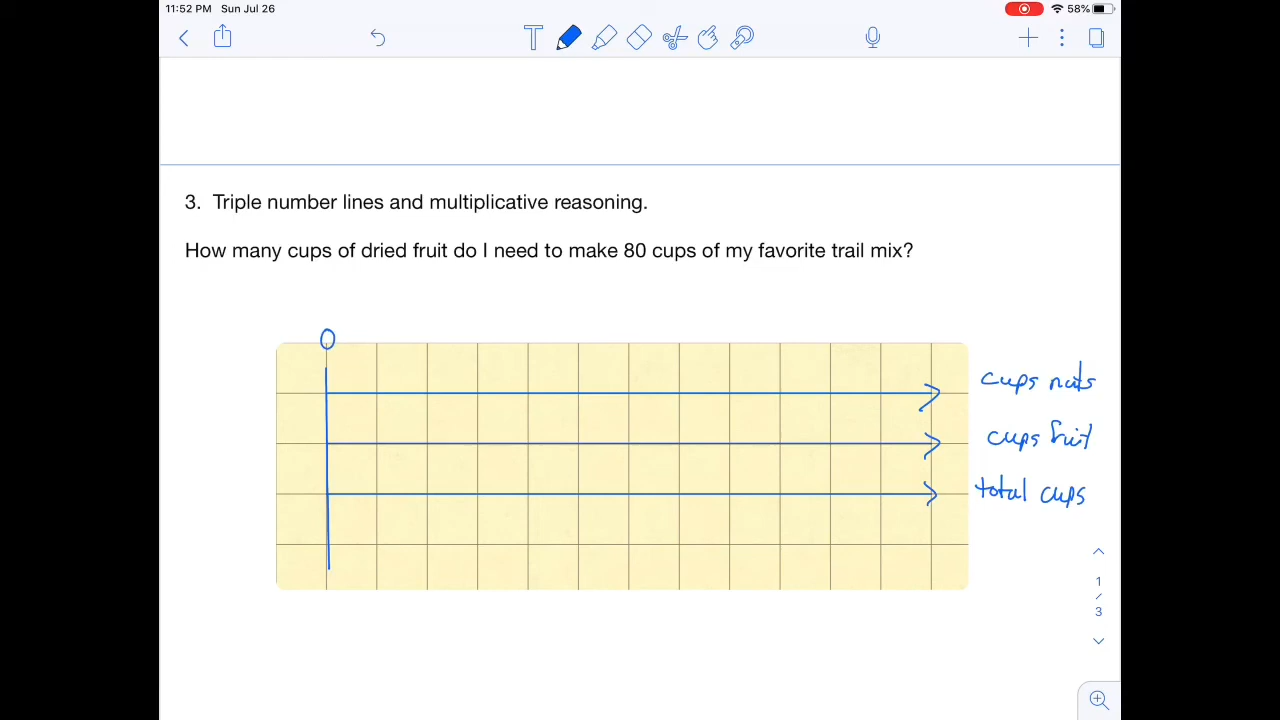 11:52 PM Sun Jul 26
58%
T
3. Triple number lines and multiplicative reasoning.
How many cups of dried fruit do I need to make 80 cups of my favorite trail mix?
0
cups nuts
cups fruit
total cups
1
/
3